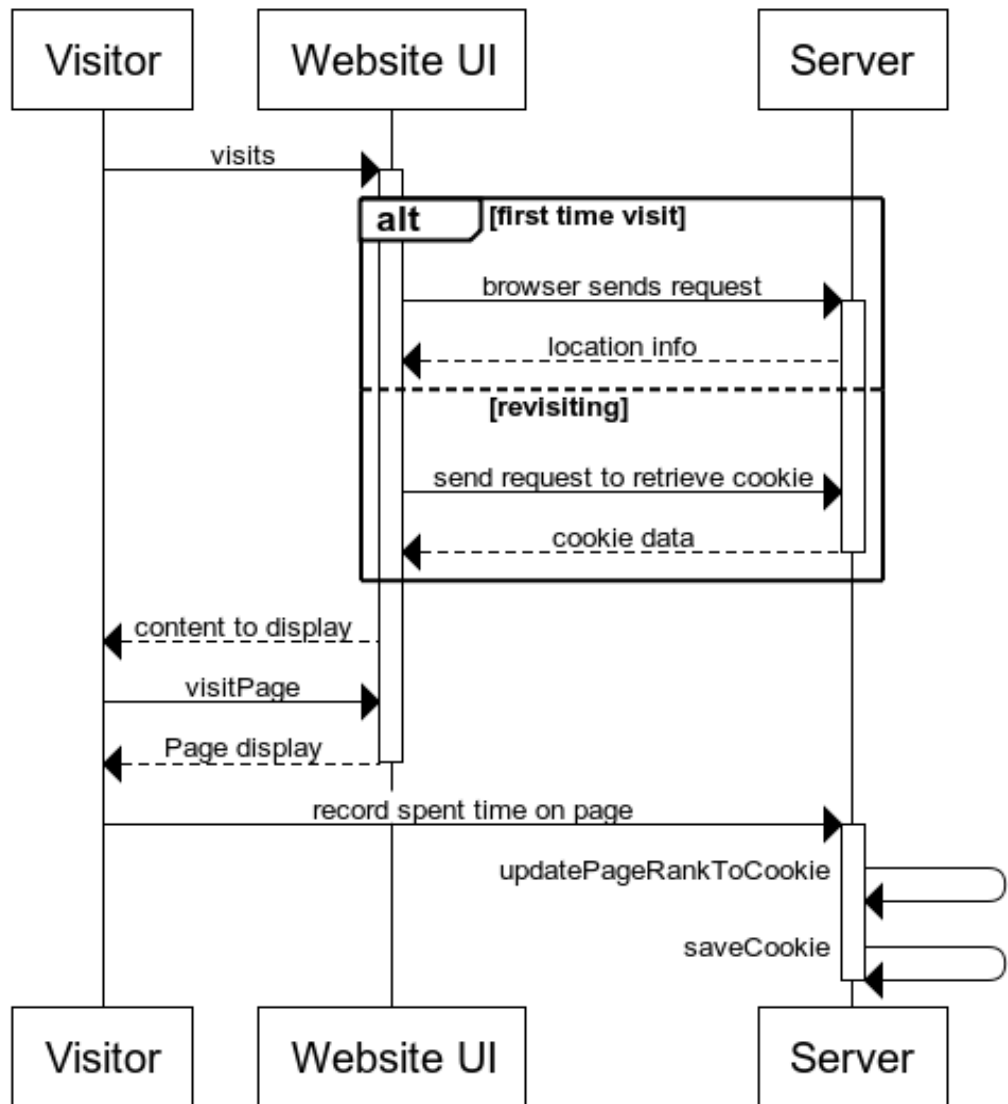 Visitor
Website UI
Server
visits
alt
[first time visit]
browser sends request
location info
[revisiting]
send request to retrieve cookie
cookie data
content to display
visitPage
Page display
record spent time on page
updatePageRankToCookie
saveCookie
Visitor
Website UI
Server